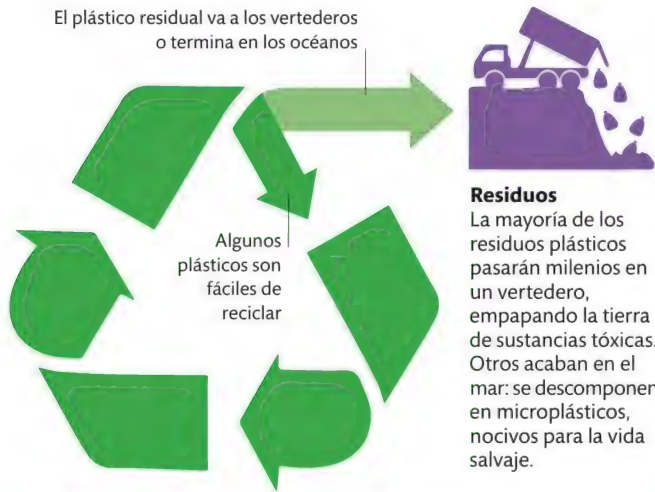 El plástico residual va a los vertederos
o termina en los océanos
Algunos
plásticos son
fáciles de
reciclar
Residuos
La mayoría de los
residuos plásticos
pasarán milenios en
un vertedero,
empapando la tierra
de sustancias tóxicas.
Otros acaban en el
mar: se descomponen
en microplásticos,
nocivos para la vida
salvaje.